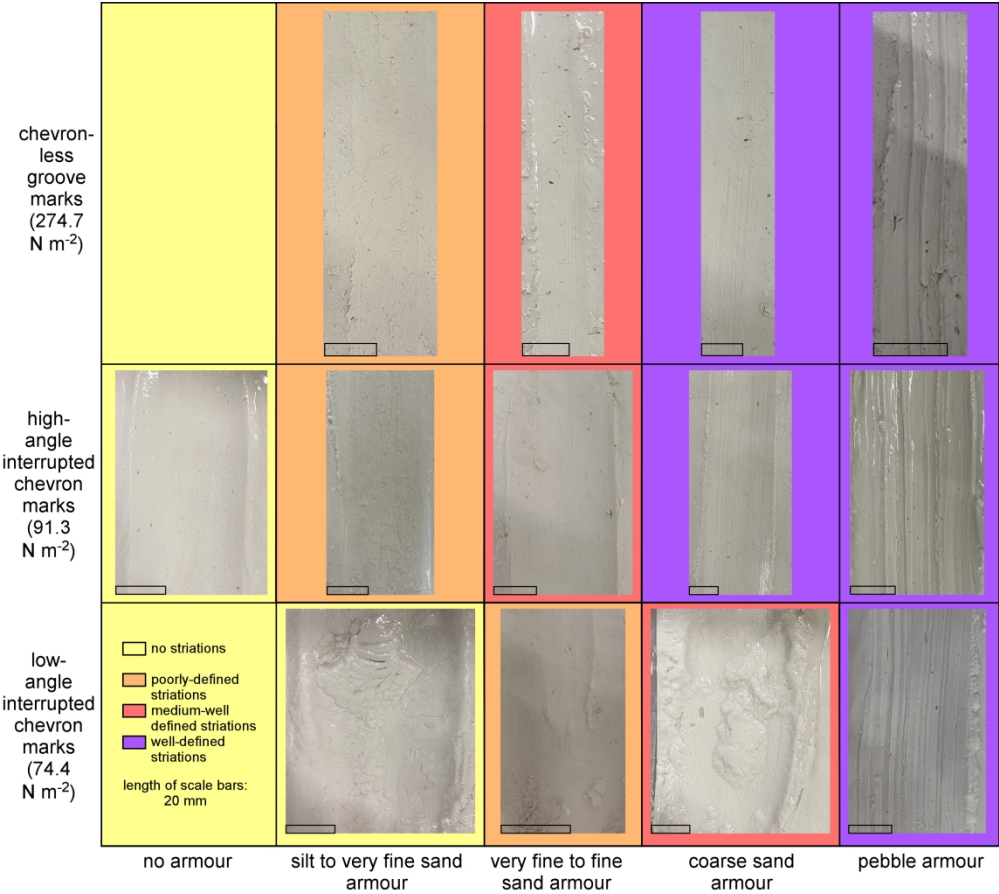 chevron-
less
groove
marks
(274.7
N m⁻²)
high-
angle
interrupted
chevron
marks
(91.3
N m⁻²)
low-
angle
interrupted
chevron
marks
(74.4
N m⁻²)
no striations
poorly-defined
striations
medium-well
defined striations
well-defined
striations
length of scale bars:
20 mm
no armour
silt to very fine sand
armour
very fine to fine
sand armour
coarse sand
armour
pebble armour